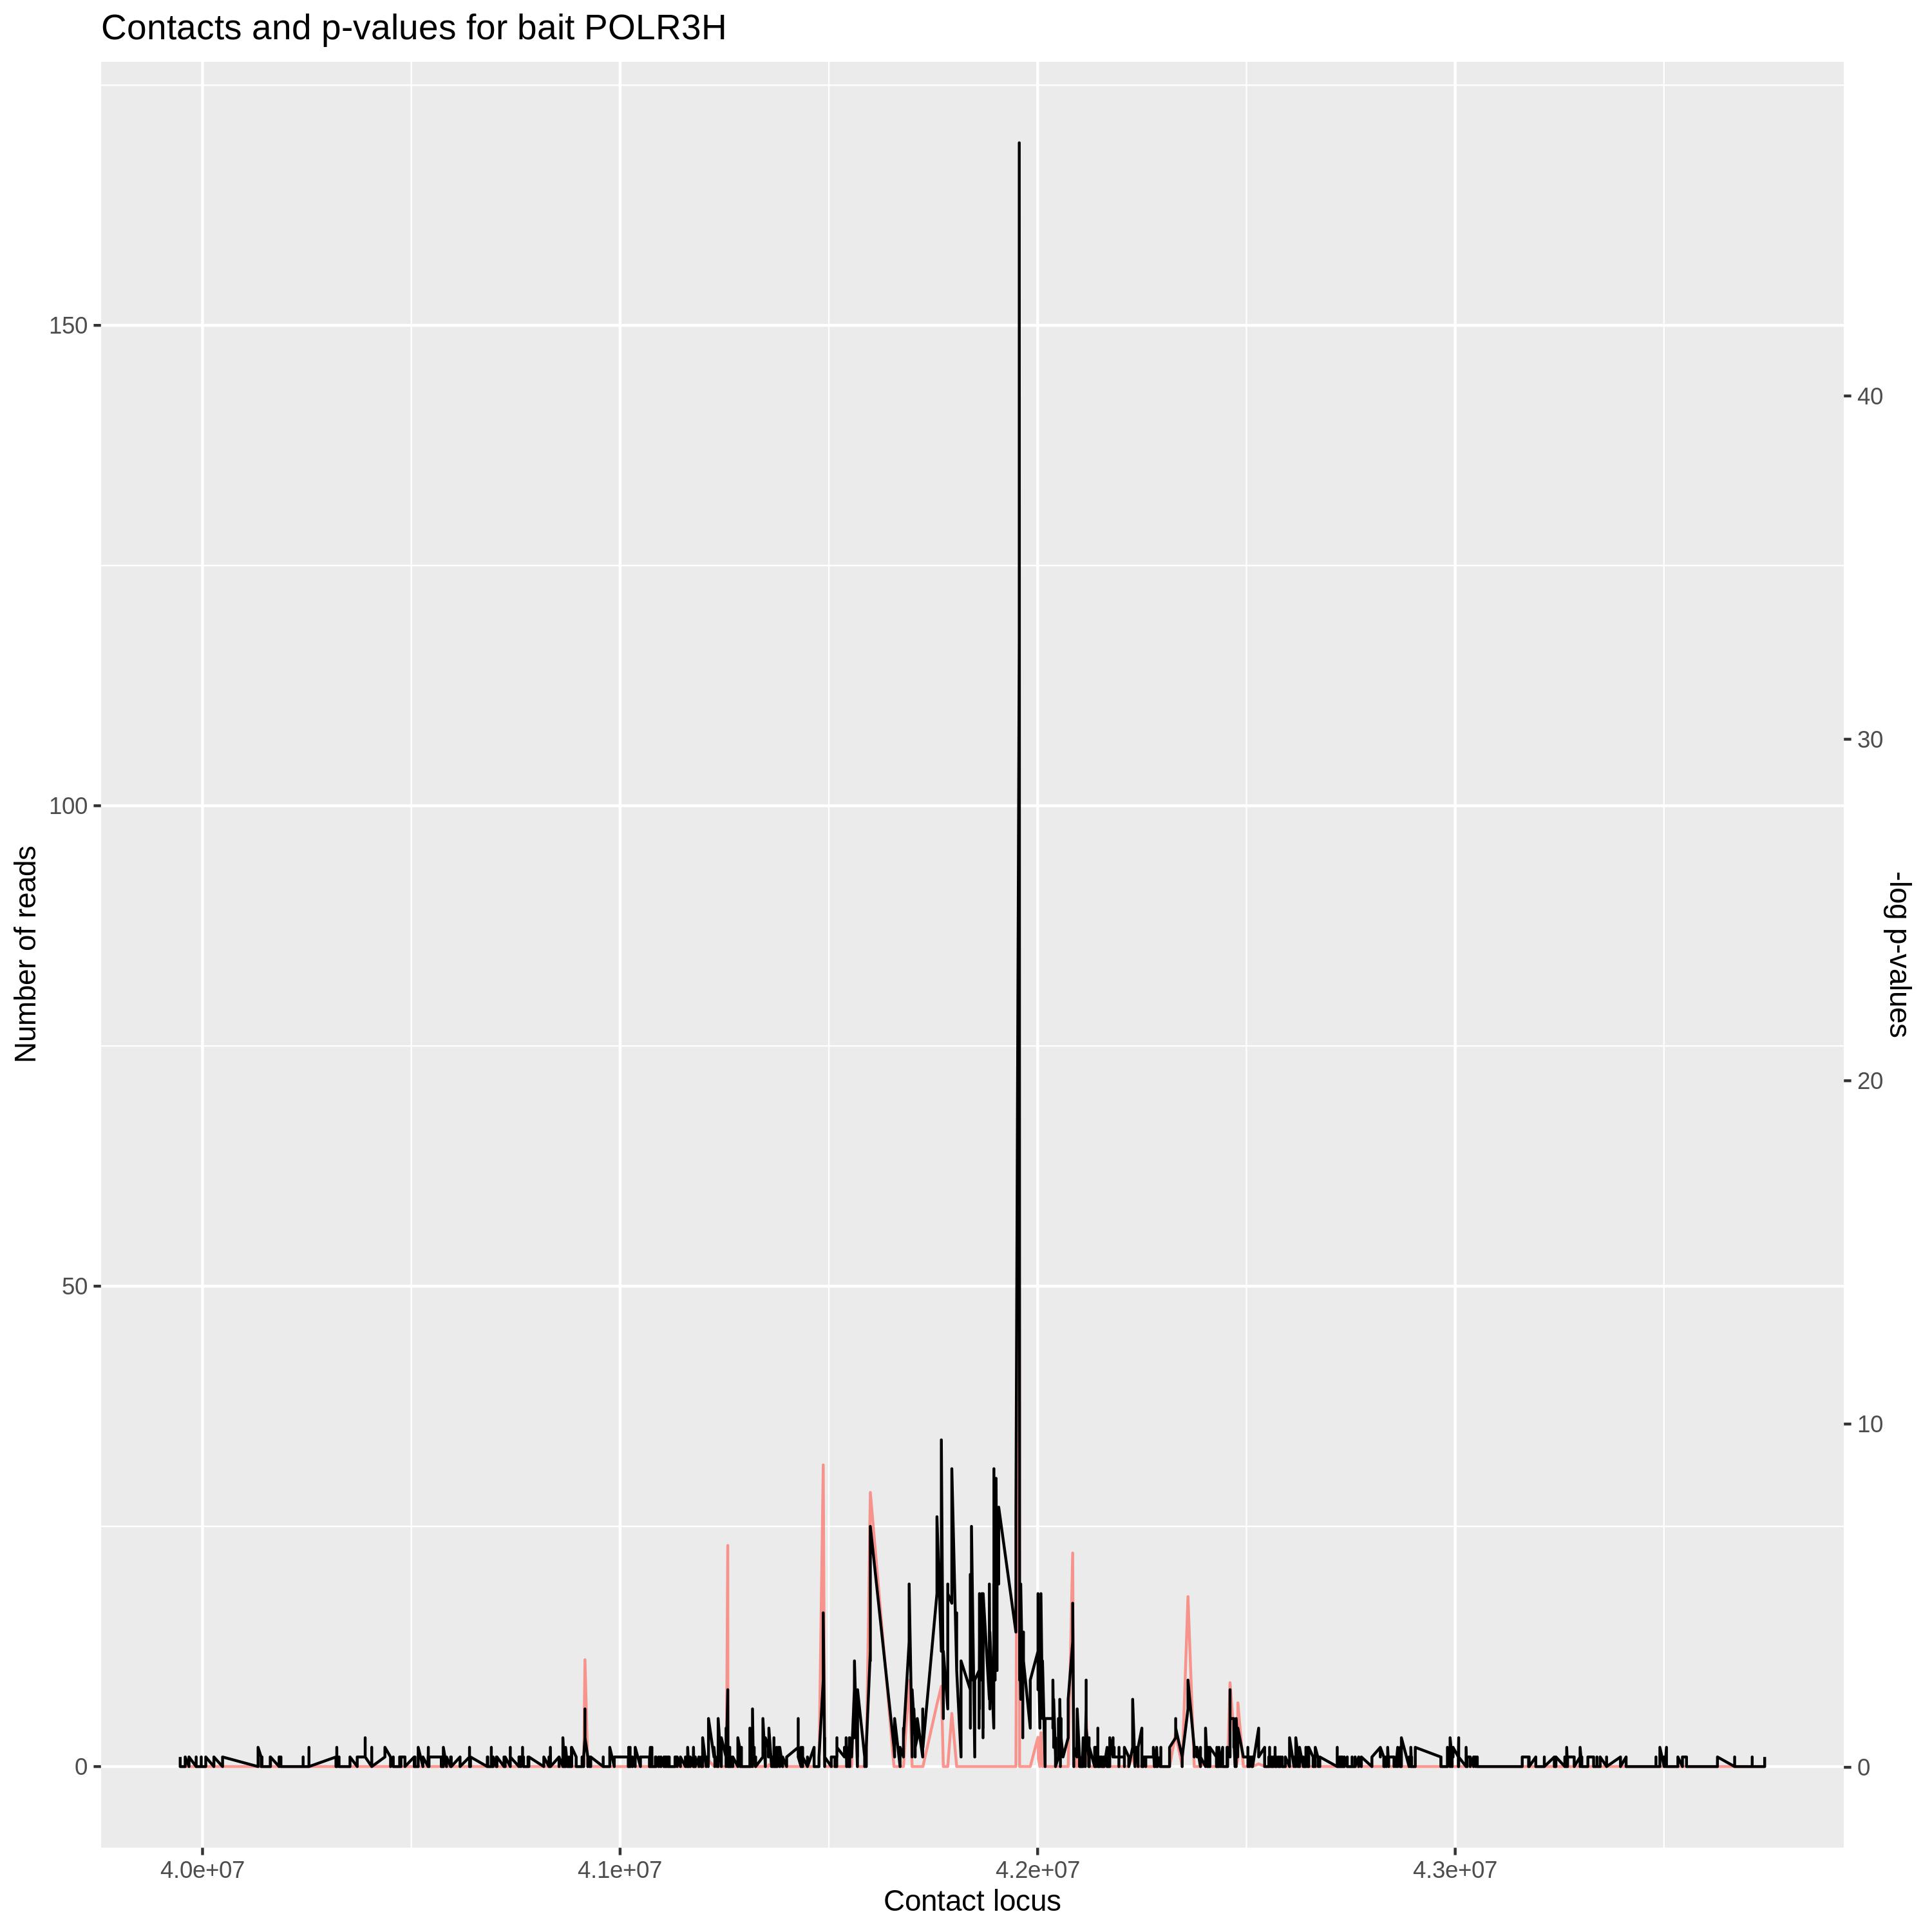 Contacts and p-values for bait POLR3H
Number of reads
150
100
50
0
40
30
20
10
0
-log p-values
4.0e+07
4.1e+07
4.2e+07
4.3e+07
Contact locus